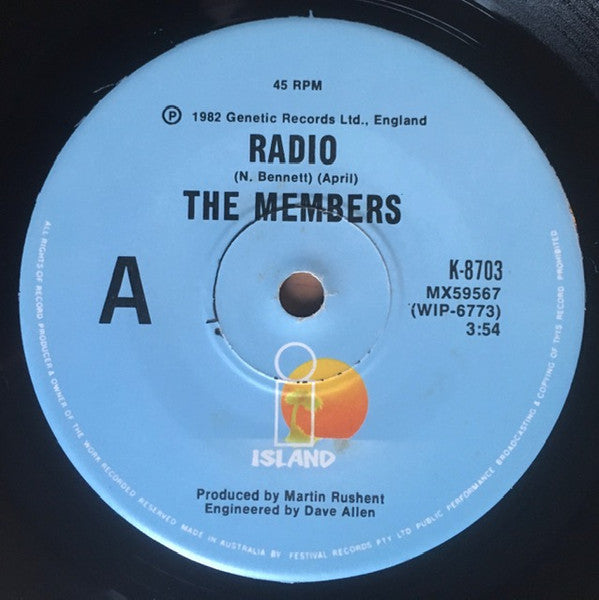 45 RPM
℗ 1982 Genetic Records Ltd., England
RADIO
(N. Bennett) (April)
THE MEMBERS
A
K-8703
MX59567
(WIP-6773)
3:54
i
ISLAND
Produced by Martin Rushent
Engineered by Dave Allen
ALL RIGHTS OF RECORD PRODUCER & OWNER OF THE WORK RECORDED RESERVED MADE IN AUSTRALIA BY FESTIVAL RECORDS PTY LTD PUBLIC PERFORMANCE BROADCASTING & COPYING OF THIS RECORD PROHIBITED